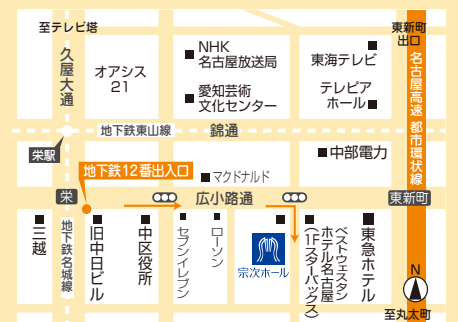 至テレビ塔
東新町
出口
久屋大通
オアシス
21
NHK
名古屋放送局
愛知芸術
文化センター
東海テレビ
テレピア
ホール
名古屋高速 都市環状線
地下鉄東山線
錦通
栄駅
中部電力
地下鉄12番出入口
マクドナルド
栄
広小路通
東新町
三越
地下鉄名城線
旧中日ビル
中区役所
セブンイレブン
ローソン
宗次ホール
ベストウェスタン
ホテル名古屋
(1Fスターバックス)
東急ホテル
N
至丸太町